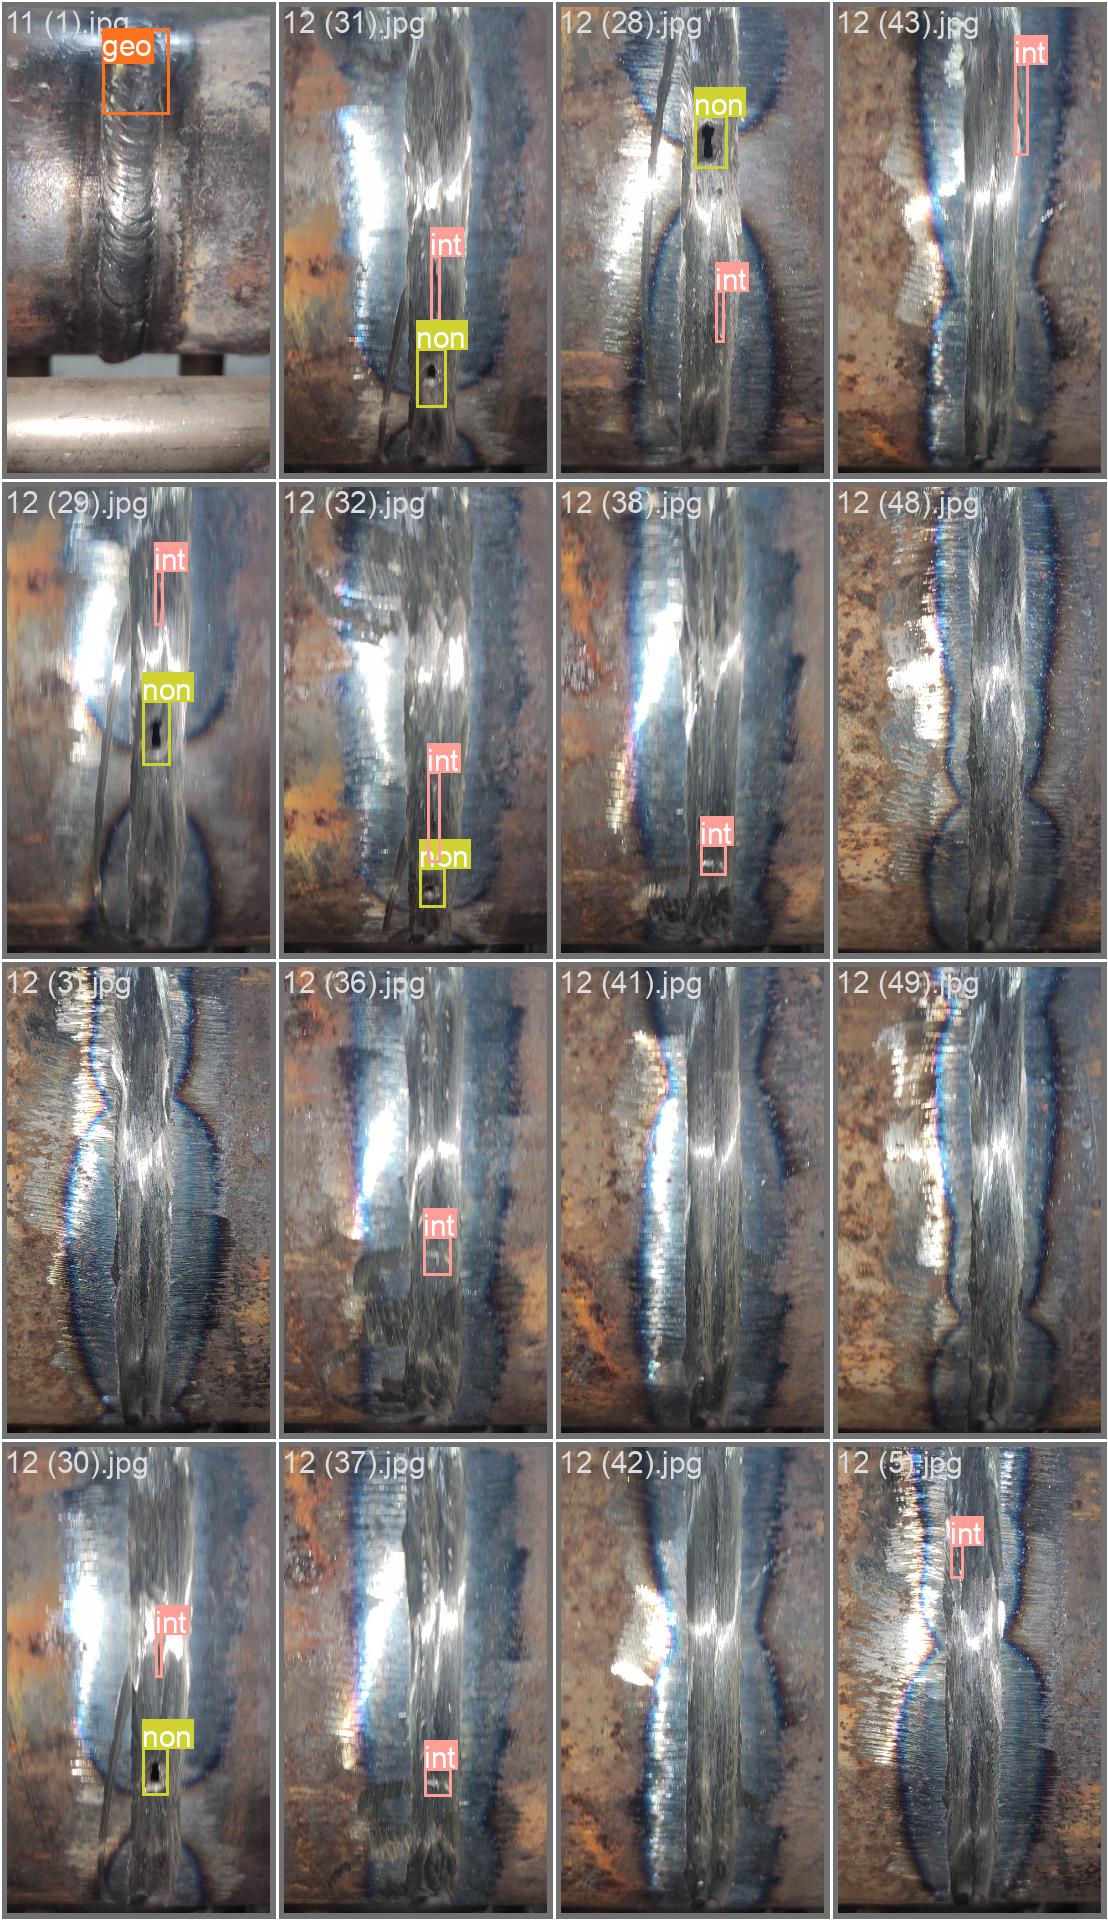 11 (1).jpg
geo
12 (31).jpg
int
non
12 (28).jpg
non
int
12 (43).jpg
int
12 (29).jpg
int
non
12 (32).jpg
int
non
12 (38).jpg
int
12 (48).jpg
12 (3).jpg
12 (36).jpg
int
12 (41).jpg
12 (49).jpg
12 (30).jpg
int
non
12 (37).jpg
int
12 (42).jpg
12 (5).jpg
int